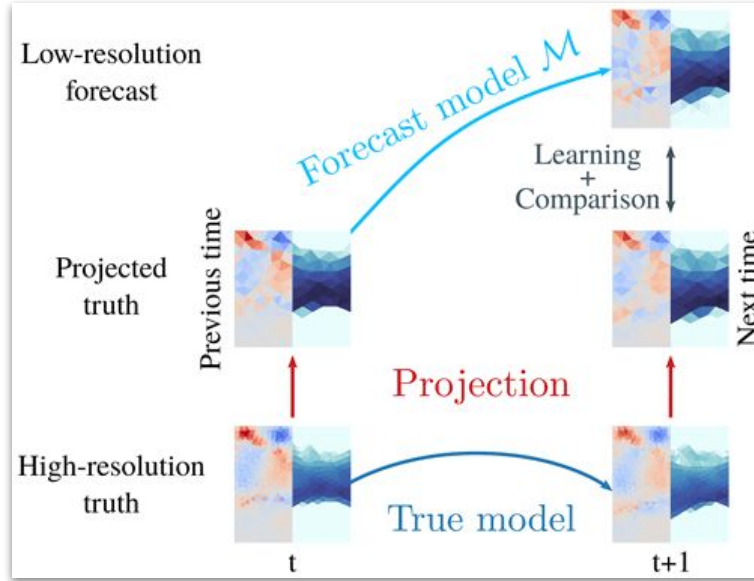 Low-resolution
forecast
Forecast model ℳ
Learning
+
Comparison
Projected
truth
Previous time
Next time
Projection
High-resolution
truth
True model
t
t+1